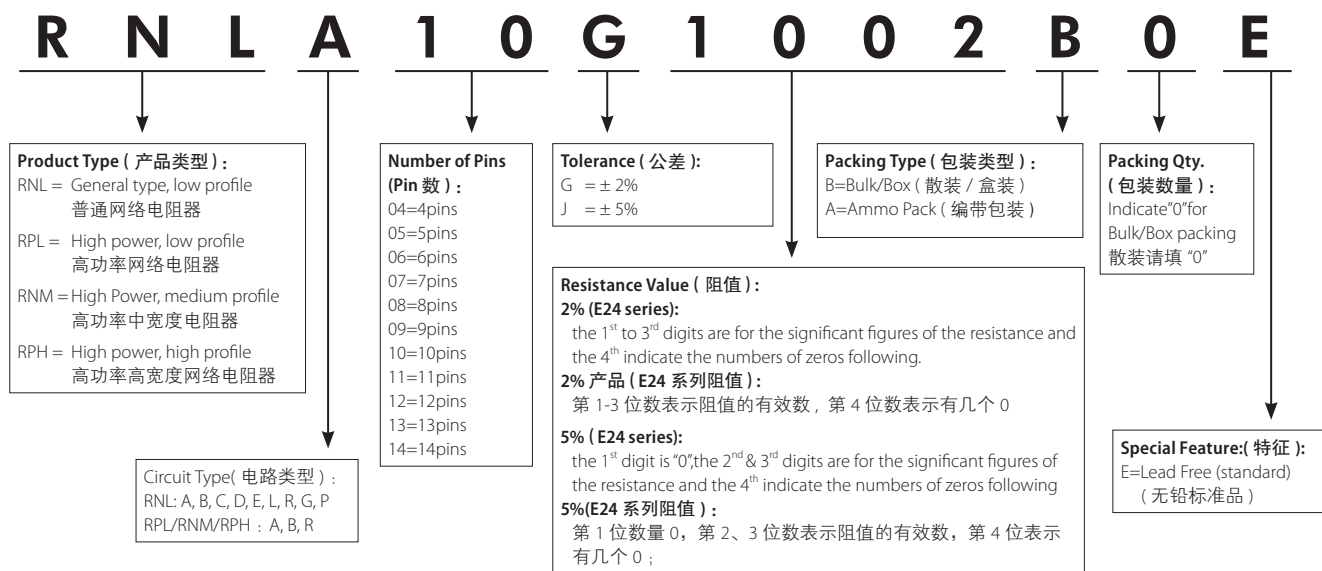 R N L A 1 0 G 1 0 0 2 B 0 E
Product Type ( 产品类型 ) :
RNL = General type, low profile
普通网络电阻器
RPL = High power, low profile
高功率网络电阻器
RNM = High Power, medium profile
高功率中宽度电阻器
RPH = High power, high profile
高功率高宽度网络电阻器
Circuit Type( 电路类型 ) :
RNL: A, B, C, D, E, L, R, G, P
RPL/RNM/RPH : A, B, R
Number of Pins
(Pin 数 ) :
04=4pins
05=5pins
06=6pins
07=7pins
08=8pins
09=9pins
10=10pins
11=11pins
12=12pins
13=13pins
14=14pins
Tolerance ( 公差 ):
G = ± 2%
J = ± 5%
Resistance Value ( 阻值 ) :
2% (E24 series):
the 1st to 3rd digits are for the significant figures of the resistance and
the 4th indicate the numbers of zeros following.
2% 产品 ( E24 系列阻值 ) :
第 1-3 位数表示阻值的有效数 , 第 4 位数表示有几个 0
5% ( E24 series):
the 1st digit is "0",the 2nd & 3rd digits are for the significant figures of
the resistance and the 4th indicate the numbers of zeros following
5%(E24 系列阻值 ) :
第 1 位数量 0，第 2、3 位数表示阻值的有效数，第 4 位表示
有几个 0 ;
Packing Type ( 包装类型 ) :
B=Bulk/Box ( 散装 / 盒装 )
A=Ammo Pack ( 编带包装 )
Packing Qty.
( 包装数量 ) :
Indicate"0"for
Bulk/Box packing
散装请填 "0"
Special Feature:( 特征 ):
E=Lead Free (standard)
( 无铅标准品 )